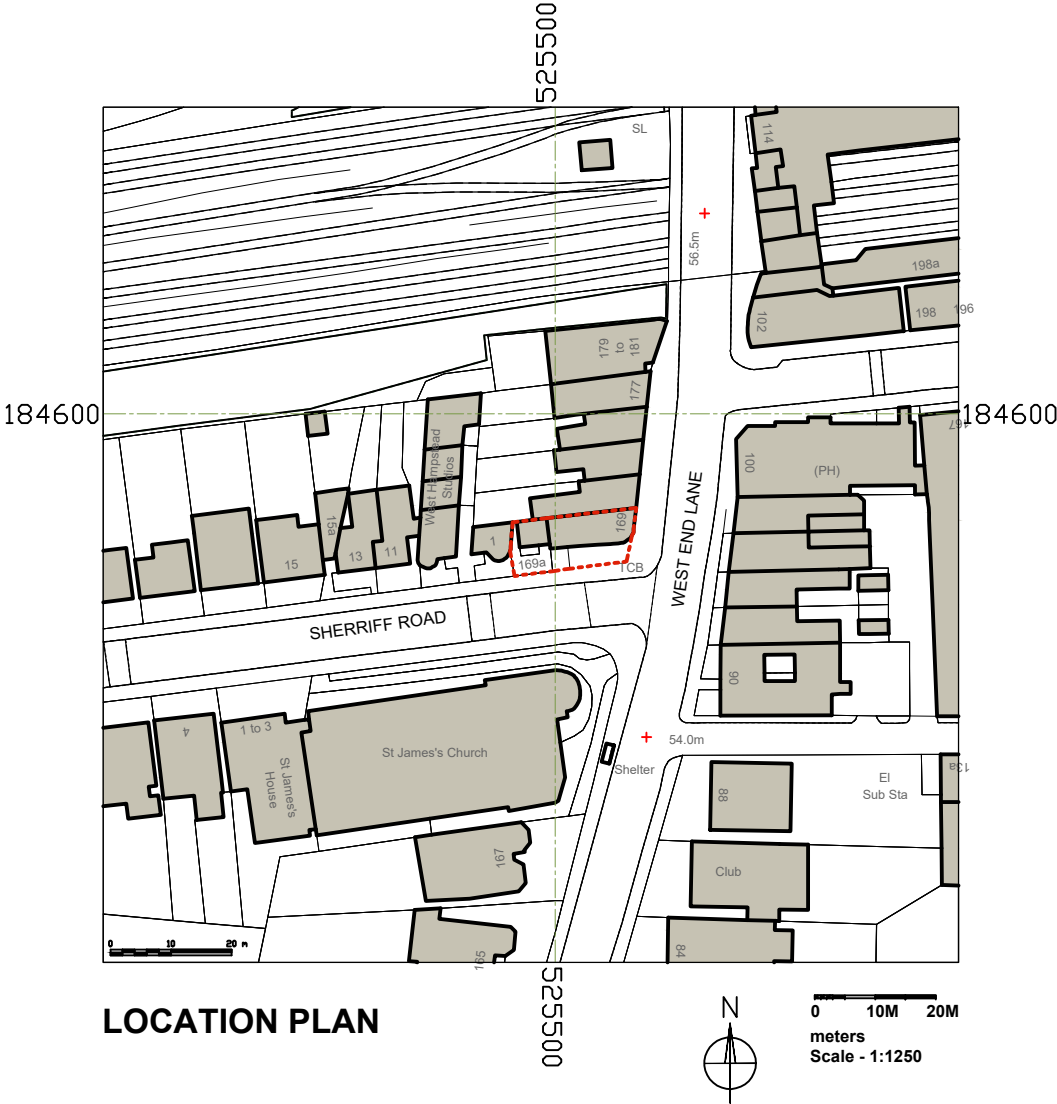 525500
SL
114
56.5m
198a
198
196
102
179
to
181
177
184600
184600
167
100
(PH)
West Hampstead
Studios
WEST END LANE
169
15a
1
15
13
11
169a
TCB
SHERRIFF ROAD
90
4
1 to 3
St James's
House
St James's Church
54.0m
Shelter
13a
El
Sub Sta
88
167
Club
165
84
0 10 20 m
525500
LOCATION PLAN
N
0 10M 20M
meters
Scale - 1:1250